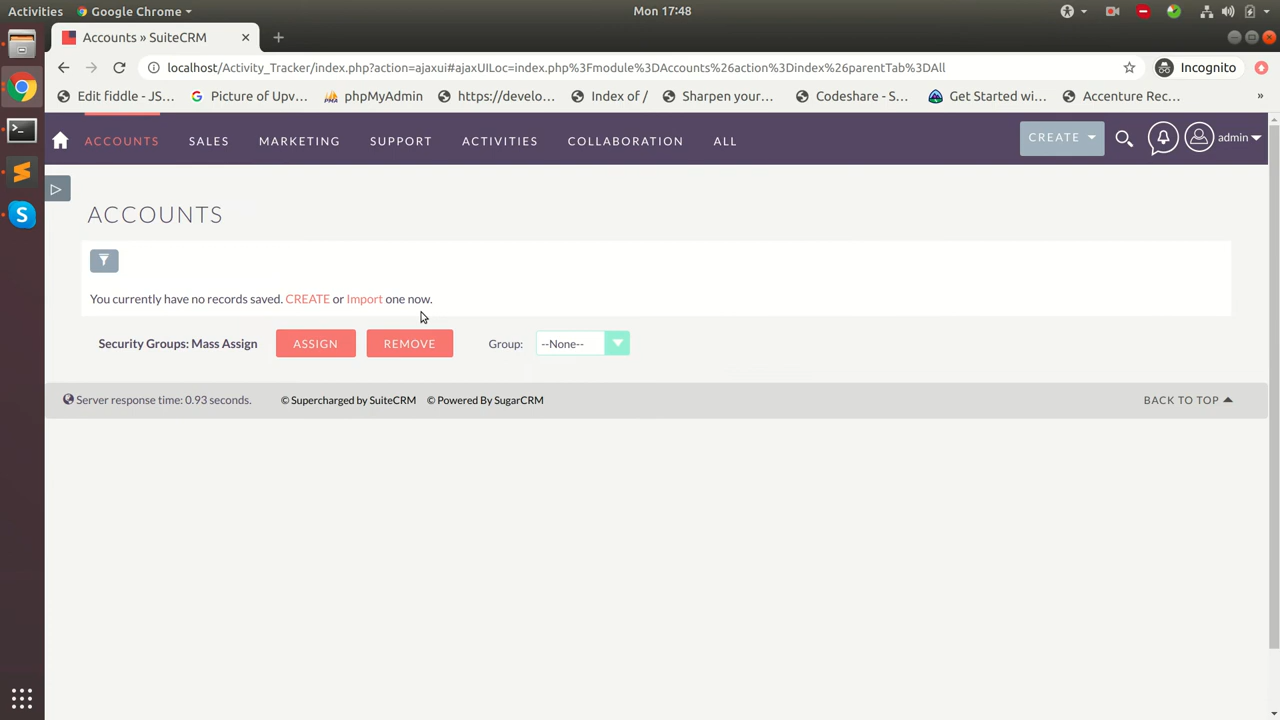 Activities
Google Chrome
Mon 17:48
Accounts » SuiteCRM
localhost/Activity_Tracker/index.php?action=ajaxui#ajaxUILoc=index.php%3Fmodule%3DAccounts%26action%3Dindex%26parentTab%3DAll
Incognito
Edit fiddle - JS...
Picture of Upv...
phpMyAdmin
https://develo...
Index of /
Sharpen your...
Codeshare - S...
Get Started wi...
Accenture Rec...
»
ACCOUNTS
SALES
MARKETING
SUPPORT
ACTIVITIES
COLLABORATION
ALL
CREATE
admin
ACCOUNTS
You currently have no records saved. CREATE or Import one now.
Security Groups: Mass Assign
ASSIGN
REMOVE
Group:
--None--
Server response time: 0.93 seconds.
© Supercharged by SuiteCRM
© Powered By SugarCRM
BACK TO TOP